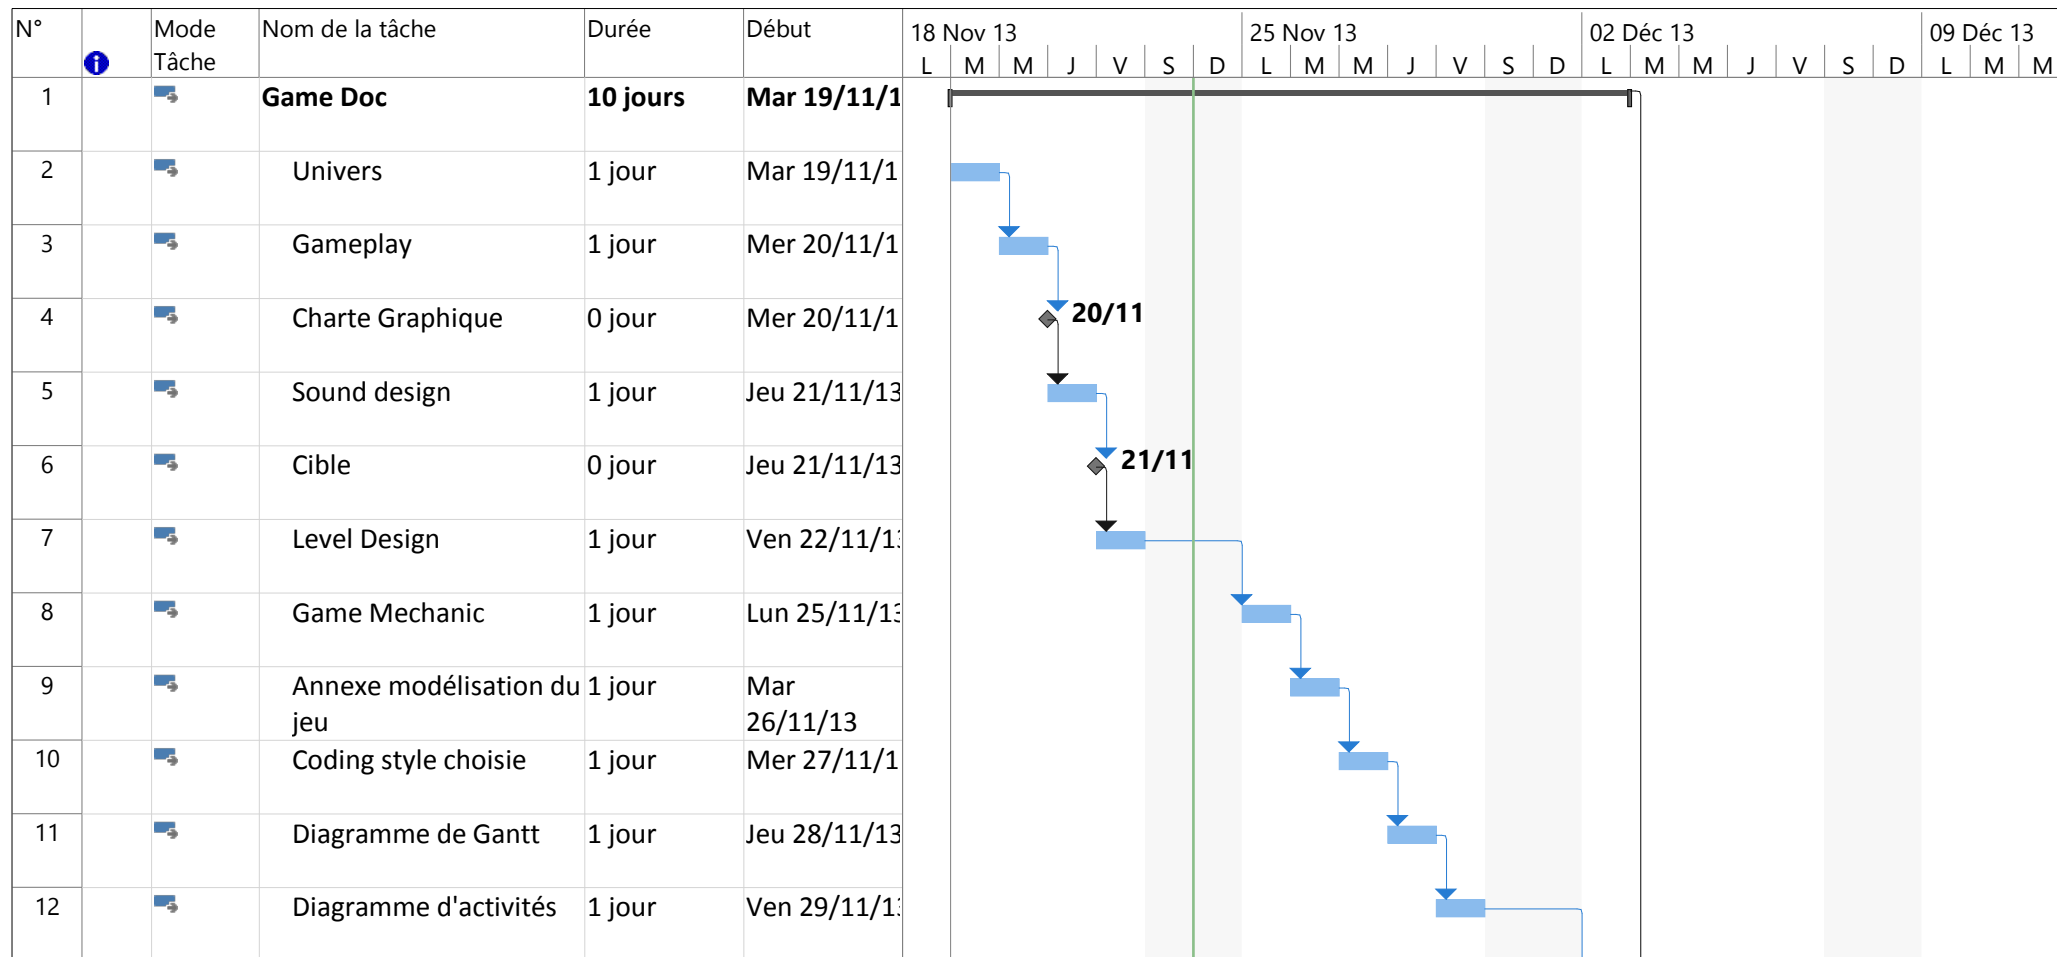 N° Mode Tâche Nom de la tâche Durée Début
18 Nov 13 25 Nov 13 02 Déc 13 09 Déc 13
L M M J V S D L M M J V S D L M M J V S D L M M
1 Game Doc 10 jours Mar 19/11/1
2 Univers 1 jour Mar 19/11/1
3 Gameplay 1 jour Mer 20/11/1
4 Charte Graphique 0 jour Mer 20/11/1 20/11
5 Sound design 1 jour Jeu 21/11/13
6 Cible 0 jour Jeu 21/11/13 21/11
7 Level Design 1 jour Ven 22/11/13
8 Game Mechanic 1 jour Lun 25/11/13
9 Annexe modélisation du jeu 1 jour Mar 26/11/13
10 Coding style choisie 1 jour Mer 27/11/1
11 Diagramme de Gantt 1 jour Jeu 28/11/13
12 Diagramme d'activités 1 jour Ven 29/11/13